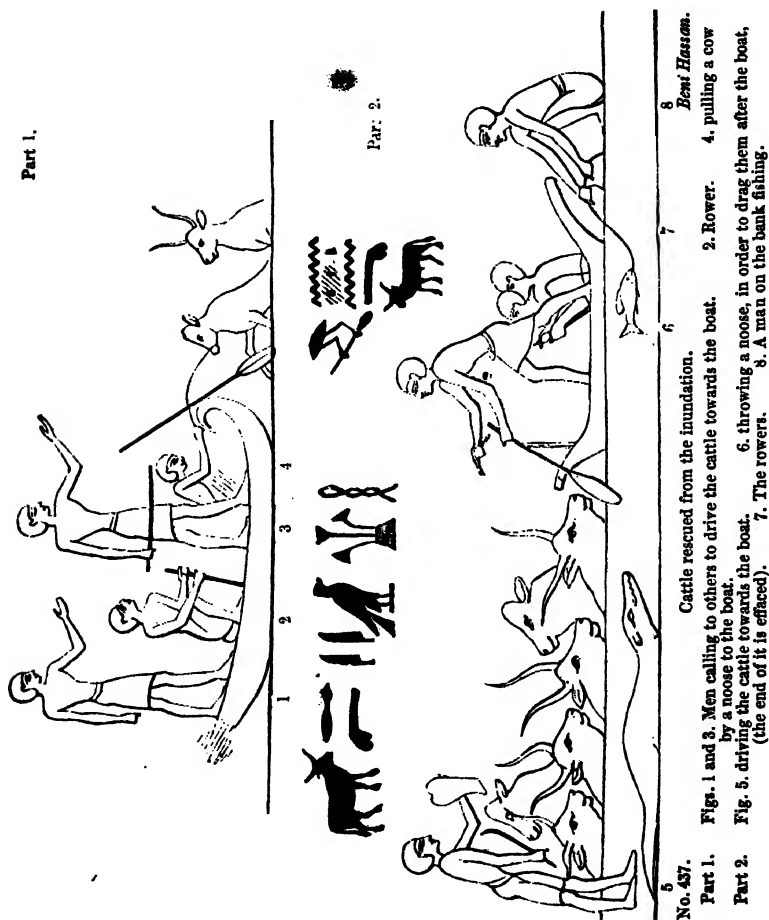 Part 1.
1 2 3 4
Part 2.
5 6 7 8
No. 437. Cattle rescued from the inundation. Beni Hassan.
Part 1. Figs. 1 and 3. Men calling to others to drive the cattle towards the boat. 2. Rower. 4. pulling a cow
by a noose to the boat.
Part 2. Fig. 5. driving the cattle towards the boat. 6. throwing a noose, in order to drag them after the boat,
(the end of it is effaced). 7. The rowers. 8. A man on the bank fishing.